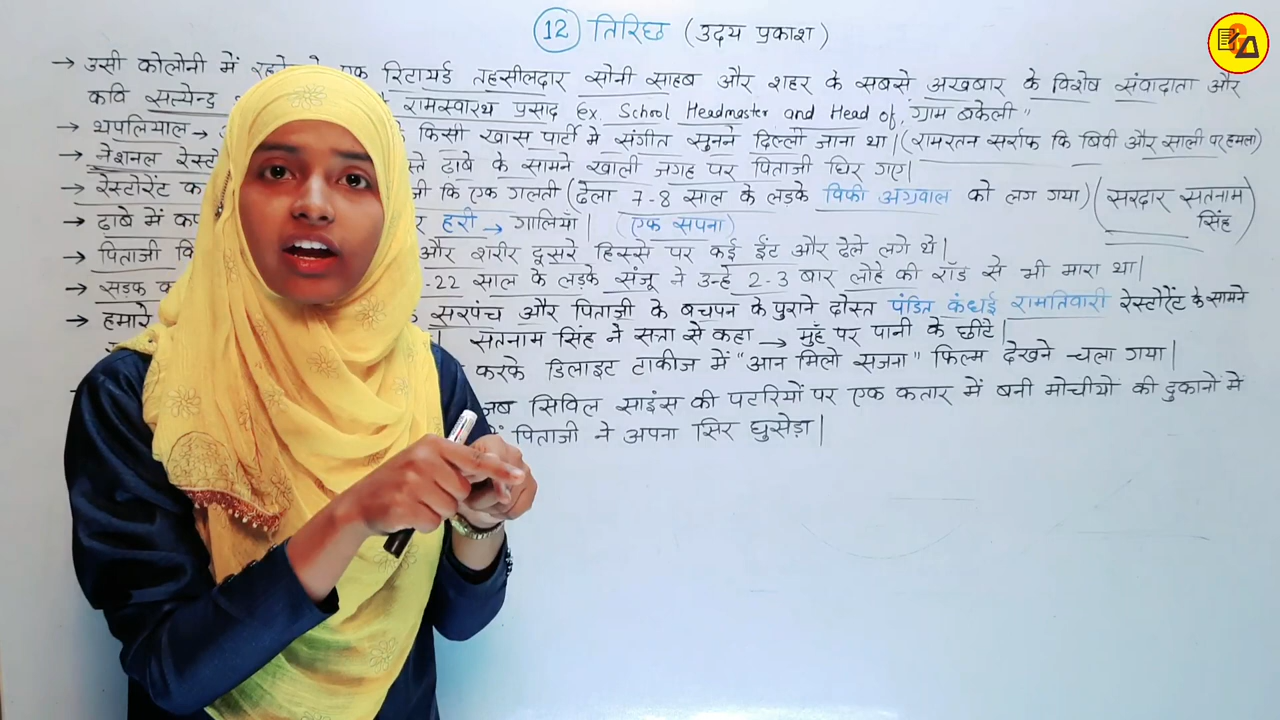 12 तिरिछ (उदय प्रकाश)
→ उसी कोलोनी में एक रिटायर्ड तहसीलदार सोनी साहब और शहर के सबसे अखबार के विशेष संवादाता और
कवि सत्येन्द्र रामस्वारथ प्रसाद Ex. School Headmaster and Head of, ग्राम बकेली"
→ थपलियाल → किसी खास पार्टी में संगीत सुनने दिल्ली जाना था| (रामरतन सर्राफ कि बिवी और साली पर हमला)
→ नेशनल ढाबे के सामने खाली जगह पर पिताजी घिर गए|
→ रेस्टोरेंट कि एक गलती (ढेला 7-8 साल के लड़के विकी अग्रवाल को लग गया) (सरदार सतनाम
सिंह)
→ ढाबे में हरी → गालियाँ | (एक सपना)
→ पिताजी और शरीर दूसरे हिस्से पर कई ईंट और ढेले लगे थे|
→ सड़क -22 साल के लड़के संजू ने उन्हें 2-3 बार लोहे की रॉड से भी मारा था|
→ हमारे सरपंच और पिताजी के बचपन के पुराने दोस्त पंडित कंधई रामतिवारी रेस्टोरेंट के सामने
| सतनाम सिंह ने सत्रा से कहा → मुँह पर पानी के छीटे|
करके डिलाइट टाकीज में "आन मिलो सजना" फिल्म देखने चला गया|
जब सिविल साइंस की पटरियों पर एक कतार में बनी मोचीयो की दुकानो में
पिताजी ने अपना सिर घुसेड़ा|